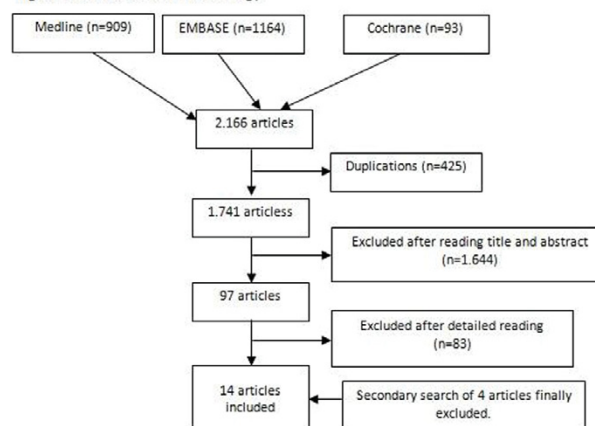 Medline (n=909)
EMBASE (n=1164)
Cochrane (n=93)
2.166 articles
Duplications (n=425)
1.741 articless
Excluded after reading title and abstract
(n=1.644)
97 articles
Excluded after detailed reading
(n=83)
14 articles
included
Secondary search of 4 articles finally
excluded.